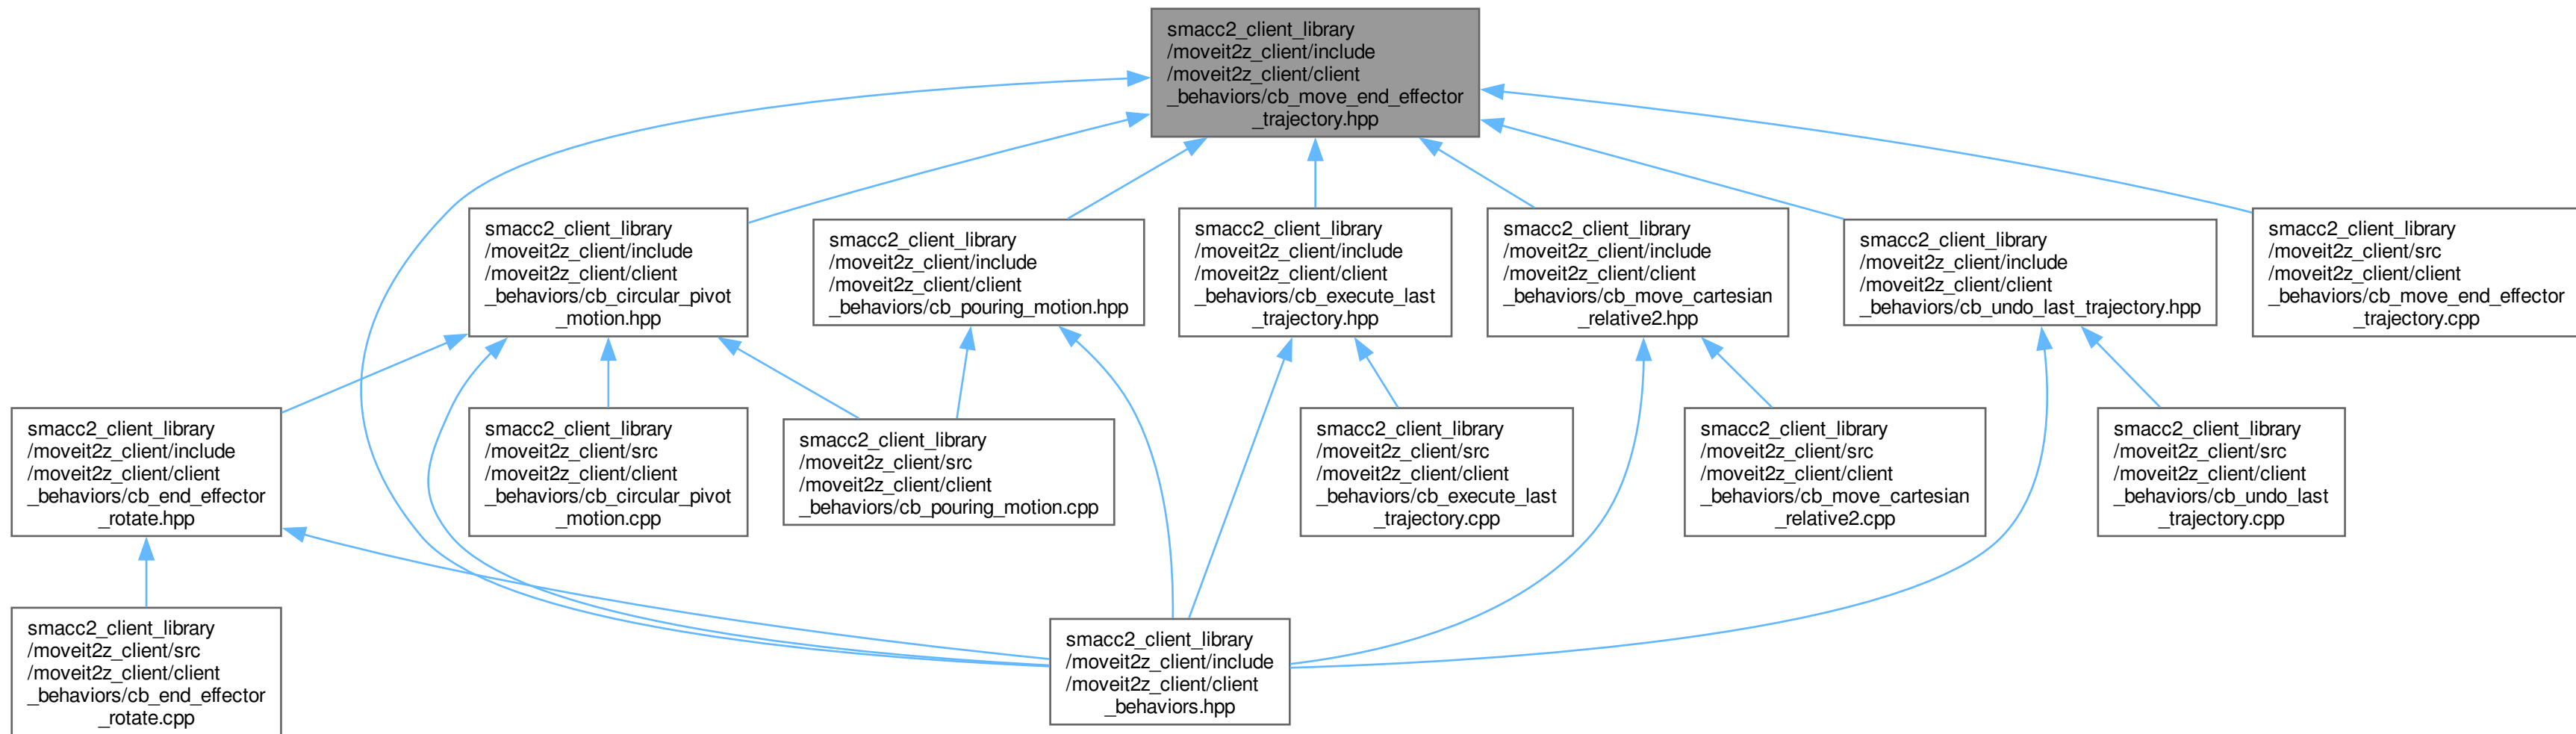 smacc2_client_library
/moveit2z_client/include
/moveit2z_client/client
_behaviors/cb_move_end_effector
_trajectory.hpp
smacc2_client_library
/moveit2z_client/include
/moveit2z_client/client
_behaviors/cb_circular_pivot
_motion.hpp
smacc2_client_library
/moveit2z_client/include
/moveit2z_client/client
_behaviors/cb_pouring_motion.hpp
smacc2_client_library
/moveit2z_client/include
/moveit2z_client/client
_behaviors/cb_execute_last
_trajectory.hpp
smacc2_client_library
/moveit2z_client/include
/moveit2z_client/client
_behaviors/cb_move_cartesian
_relative2.hpp
smacc2_client_library
/moveit2z_client/include
/moveit2z_client/client
_behaviors/cb_undo_last_trajectory.hpp
smacc2_client_library
/moveit2z_client/src
/moveit2z_client/client
_behaviors/cb_move_end_effector
_trajectory.cpp
smacc2_client_library
/moveit2z_client/include
/moveit2z_client/client
_behaviors/cb_end_effector
_rotate.hpp
smacc2_client_library
/moveit2z_client/src
/moveit2z_client/client
_behaviors/cb_circular_pivot
_motion.cpp
smacc2_client_library
/moveit2z_client/src
/moveit2z_client/client
_behaviors/cb_pouring_motion.cpp
smacc2_client_library
/moveit2z_client/src
/moveit2z_client/client
_behaviors/cb_execute_last
_trajectory.cpp
smacc2_client_library
/moveit2z_client/src
/moveit2z_client/client
_behaviors/cb_move_cartesian
_relative2.cpp
smacc2_client_library
/moveit2z_client/src
/moveit2z_client/client
_behaviors/cb_undo_last
_trajectory.cpp
smacc2_client_library
/moveit2z_client/src
/moveit2z_client/client
_behaviors/cb_end_effector
_rotate.cpp
smacc2_client_library
/moveit2z_client/include
/moveit2z_client/client
_behaviors.hpp